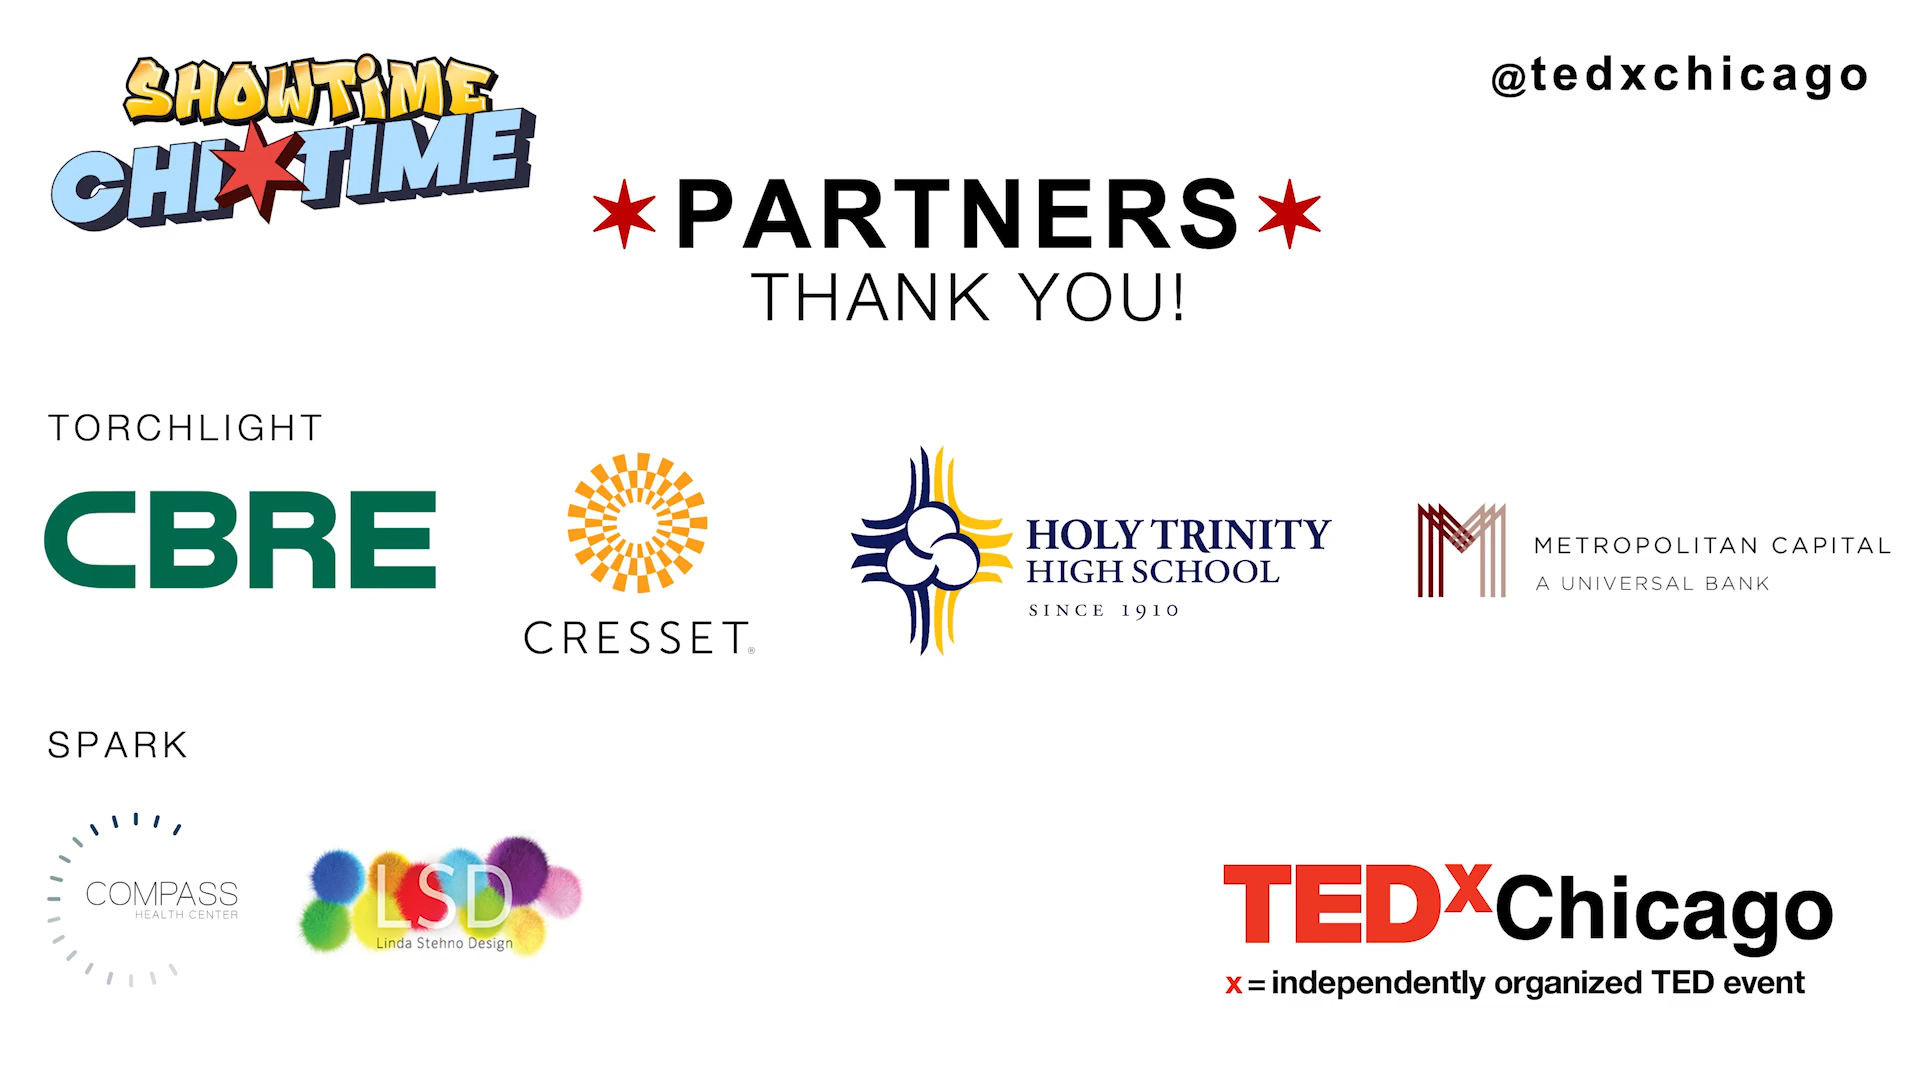 SHOWTiME
CHI TIME
@tedxchicago
PARTNERS
THANK YOU!
TORCHLIGHT
CBRE
CRESSET®
HOLY TRINITY
HIGH SCHOOL
SINCE 1910
METROPOLITAN CAPITAL
A UNIVERSAL BANK
SPARK
COMPASS
HEALTH CENTER
LSD
Linda Stehno Design
TEDxChicago
x = independently organized TED event